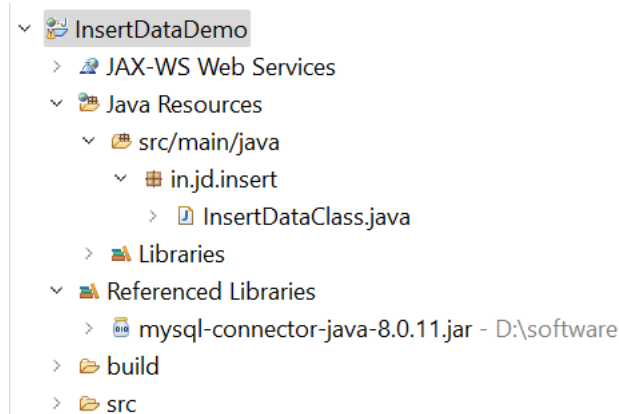 InsertDataDemo
JAX-WS Web Services
Java Resources
src/main/java
in.jd.insert
InsertDataClass.java
Libraries
Referenced Libraries
mysql-connector-java-8.0.11.jar - D:\software
build
src